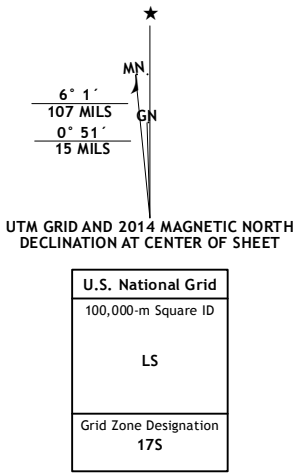 ★
MN
6° 1´
107 MILS
GN
0° 51´
15 MILS
UTM GRID AND 2014 MAGNETIC NORTH
DECLINATION AT CENTER OF SHEET
U.S. National Grid
100,000-m Square ID
LS
Grid Zone Designation
17S